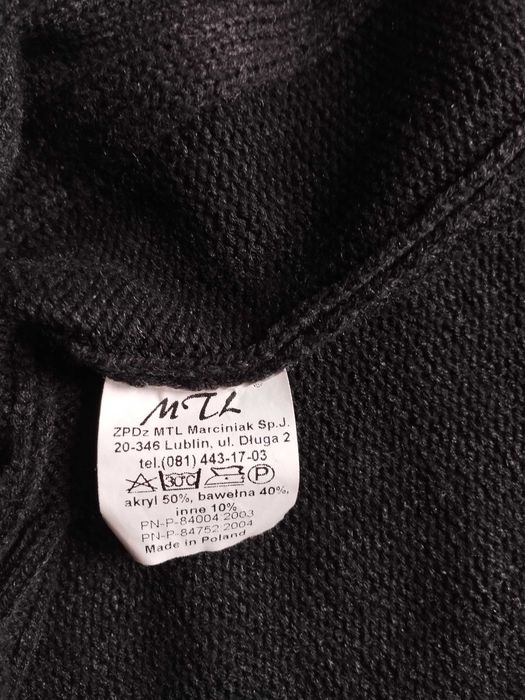 MTL
®
ZPDz MTL Marciniak Sp.J.
20-346 Lublin, ul. Długa 2
tel.(081) 443-17-03
30°C P
akryl 50%, bawełna 40%,
inne 10%
PN-P-84004:2003
PN-P-84752:2004
Made in Poland